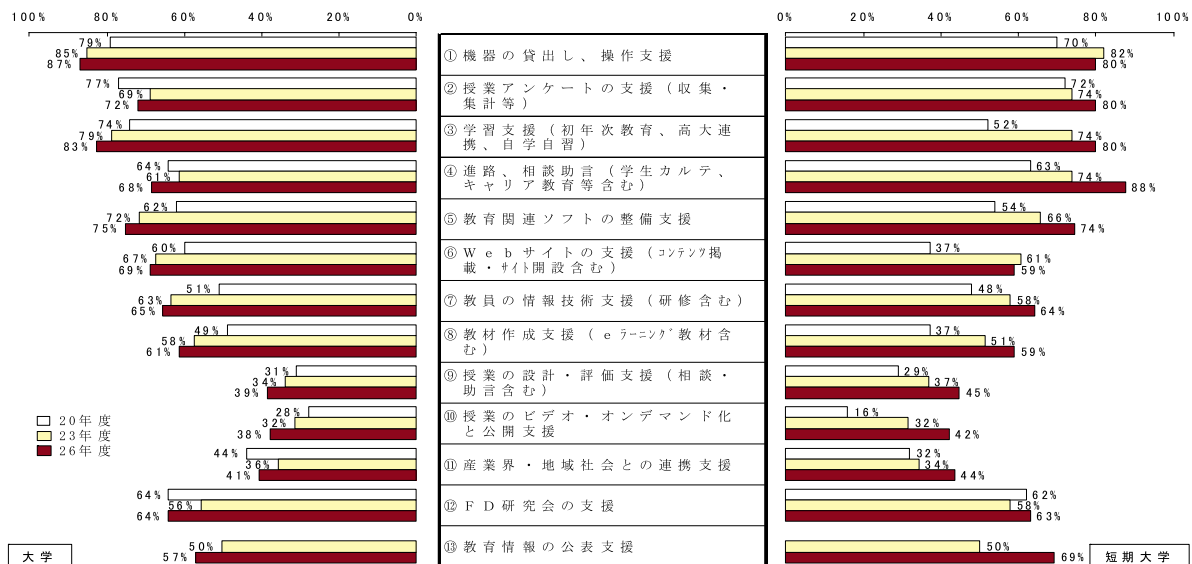 100% 80% 60% 40% 20% 0%
0% 20% 40% 60% 80% 100%
79%
85%
87%
①機器の貸出し、操作支援
70%
82%
80%
77%
69%
72%
②授業アンケートの支援（収集・
集計等）
72%
74%
80%
74%
79%
83%
③学習支援（初年次教育、高大連
携、自学自習）
52%
74%
80%
64%
61%
68%
④進路、相談助言（学生カルテ、
キャリア教育等含む）
63%
74%
88%
62%
72%
75%
⑤教育関連ソフトの整備支援
54%
66%
74%
60%
67%
69%
⑥Ｗｅｂサイトの支援（ｺﾝﾃﾝﾂ掲
載・ｻｲﾄ開設含む）
37%
61%
59%
51%
63%
65%
⑦教員の情報技術支援（研修含む）
48%
58%
64%
49%
58%
61%
⑧教材作成支援（ｅﾗｰﾆﾝｸﾞ教材含
む）
37%
51%
59%
31%
34%
39%
⑨授業の設計・評価支援（相談・
助言含む）
29%
37%
45%
28%
32%
38%
⑩授業のビデオ・オンデマンド化
と公開支援
16%
32%
42%
44%
36%
41%
⑪産業界・地域社会との連携支援
32%
34%
44%
64%
56%
64%
⑫ＦＤ研究会の支援
62%
58%
63%
50%
57%
⑬教育情報の公表支援
50%
69%
20年度
23年度
26年度
大学
短期大学